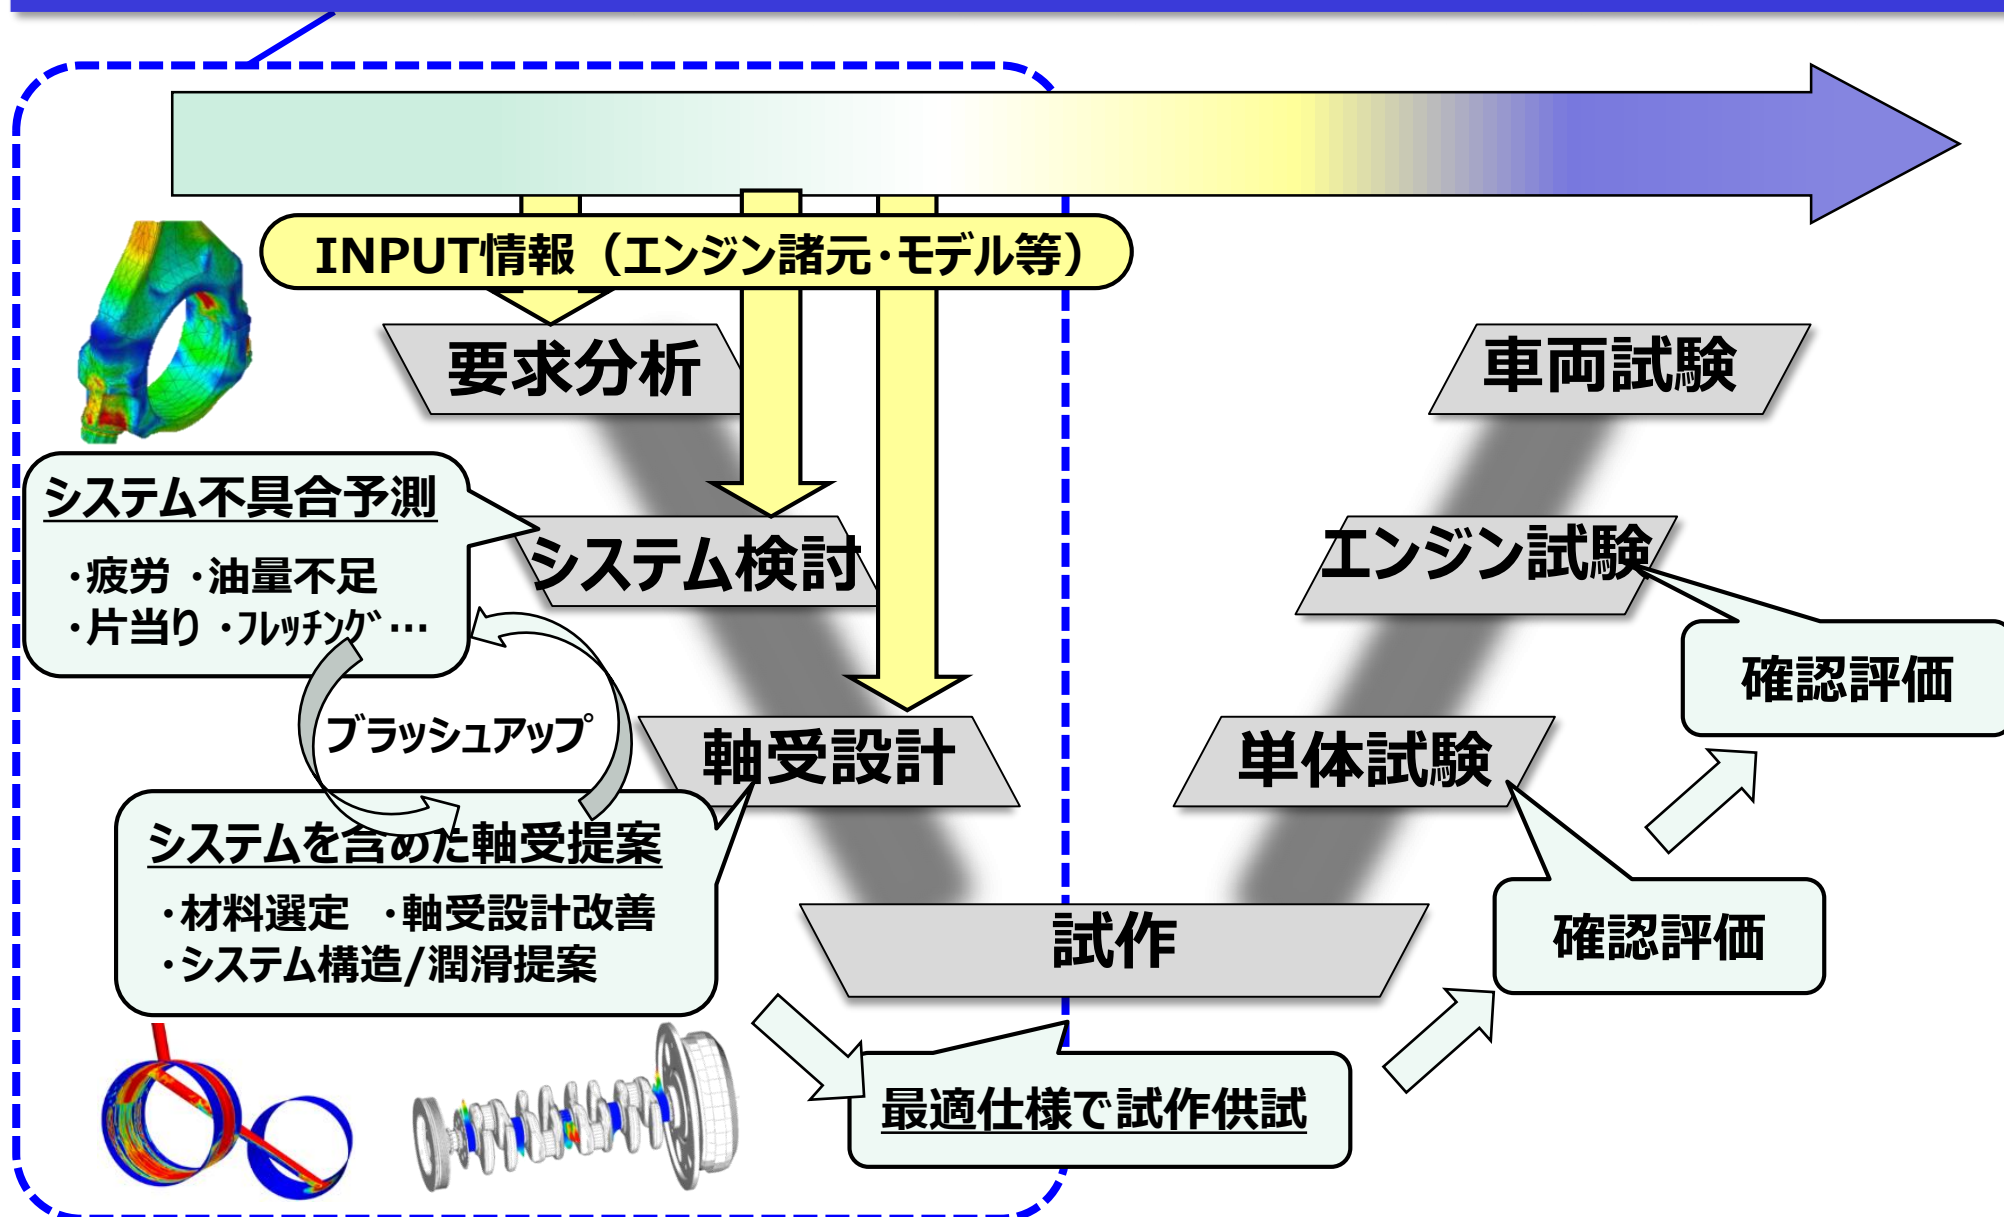 INPUT情報（エンジン諸元・モデル等）
要求分析
車両試験
システム不具合予測
・疲労 ・油量不足
・片当り ・フレッチング…
システム検討
エンジン試験
確認評価
ブラッシュアップ
軸受設計
単体試験
システムを含めた軸受提案
・材料選定 ・軸受設計改善
・システム構造/潤滑提案
試作
確認評価
最適仕様で試作供試